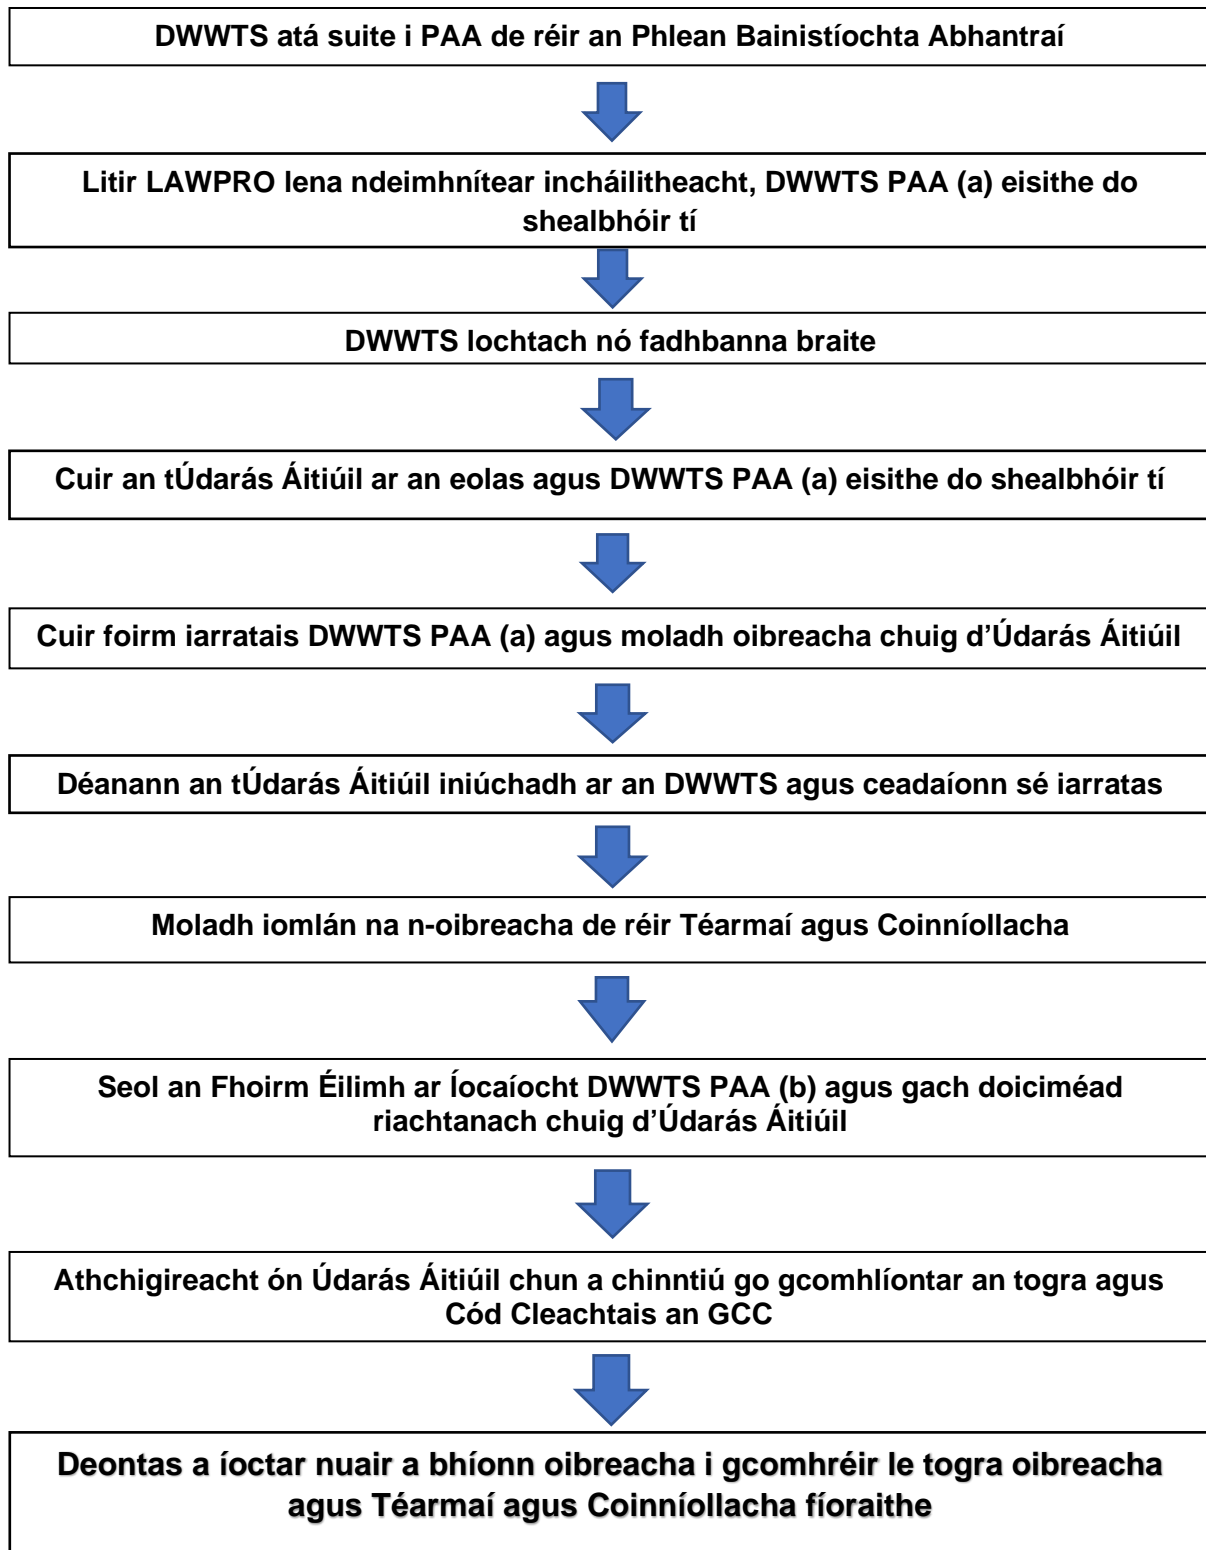 DWWTS atá suite i PAA de réir an Phlean Bainistíochta Abhantraí
Litir LAWPRO lena ndeimhnítear incháilitheacht, DWWTS PAA (a) eisithe do
shealbhóir tí
DWWTS lochtach nó fadhbanna braite
Cuir an tÚdarás Áitiúil ar an eolas agus DWWTS PAA (a) eisithe do shealbhóir tí
Cuir foirm iarratais DWWTS PAA (a) agus moladh oibreacha chuig d'Údarás Áitiúil
Déanann an tÚdarás Áitiúil iniúchadh ar an DWWTS agus ceadaíonn sé iarratas
Moladh iomlán na n-oibreacha de réir Téarmaí agus Coinníollacha
Seol an Fhoirm Éilimh ar Íocaíocht DWWTS PAA (b) agus gach doiciméad
riachtanach chuig d'Údarás Áitiúil
Athchigireacht ón Údarás Áitiúil chun a chinntiú go gcomhlíontar an togra agus
Cód Cleachtais an GCC
Deontas a íoctar nuair a bhíonn oibreacha i gcomhréir le togra oibreacha
agus Téarmaí agus Coinníollacha fíoraithe